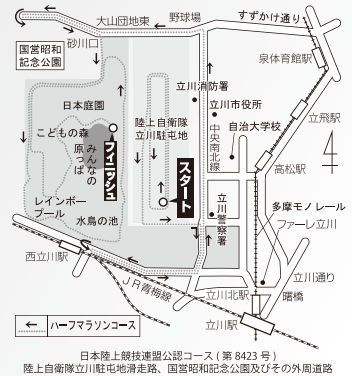 大山団地東
野球場
すずかけ通り
砂川口
国営昭和
記念公園
泉体育館駅
立川消防署
立川市役所
日本庭園
陸上自衛隊
立川駐屯地
中央南北線
自治大学校
立飛駅
こどもの森
みんなの
原っぱ
フィニッシュ
スタート
高松駅
4
レインボー
プール
水鳥の池
立川警察署
多摩モノレール
ファーレ立川
西立川駅
JR青梅線
立川北駅
立川通り
曙橋
立川駅
ハーフマラソンコース
日本陸上競技連盟公認コース(第8423号)
陸上自衛隊立川駐屯地滑走路、国営昭和記念公園及びその外周道路